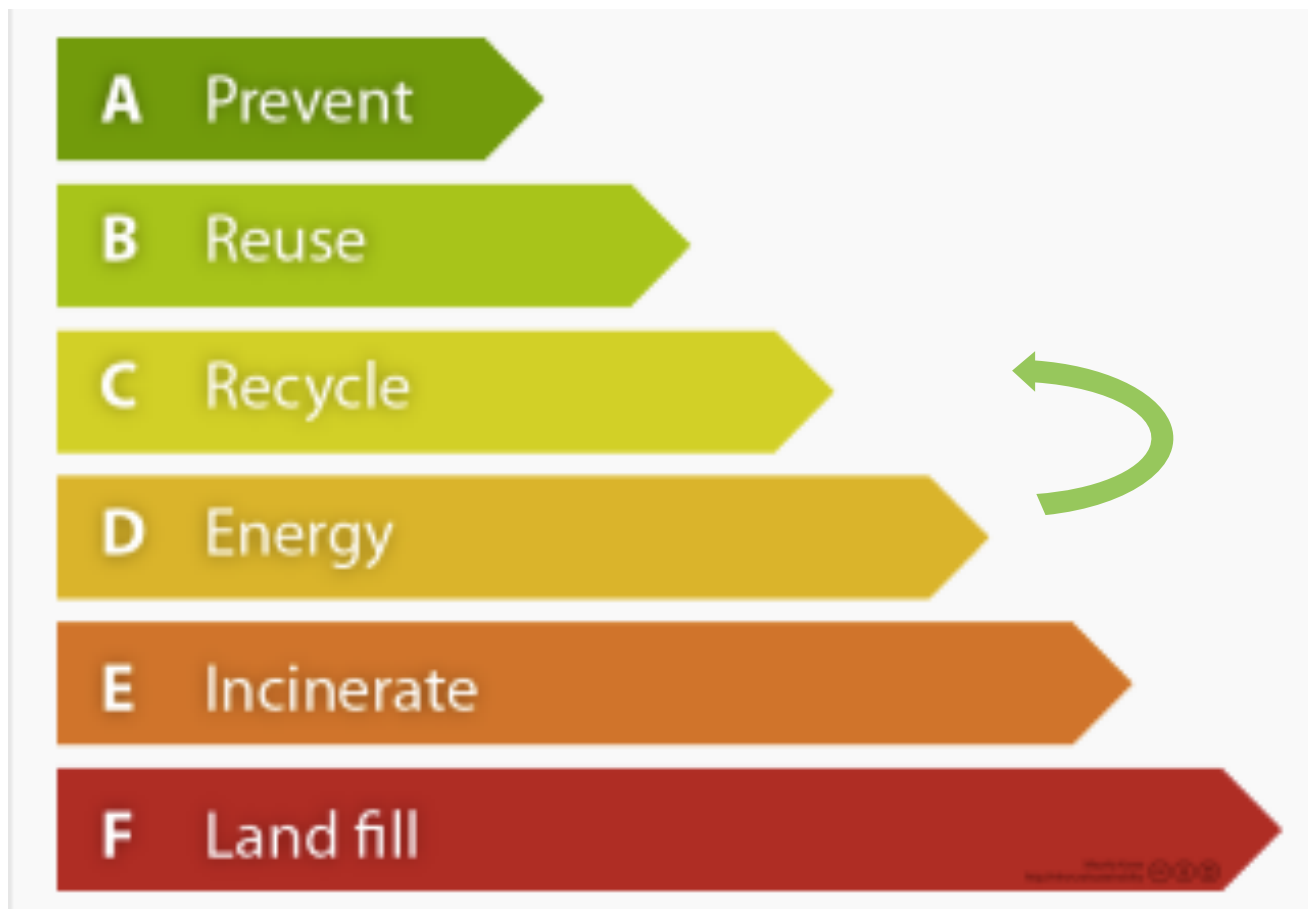 A Prevent
B Reuse
C Recycle
D Energy
E Incinerate
F Land fill